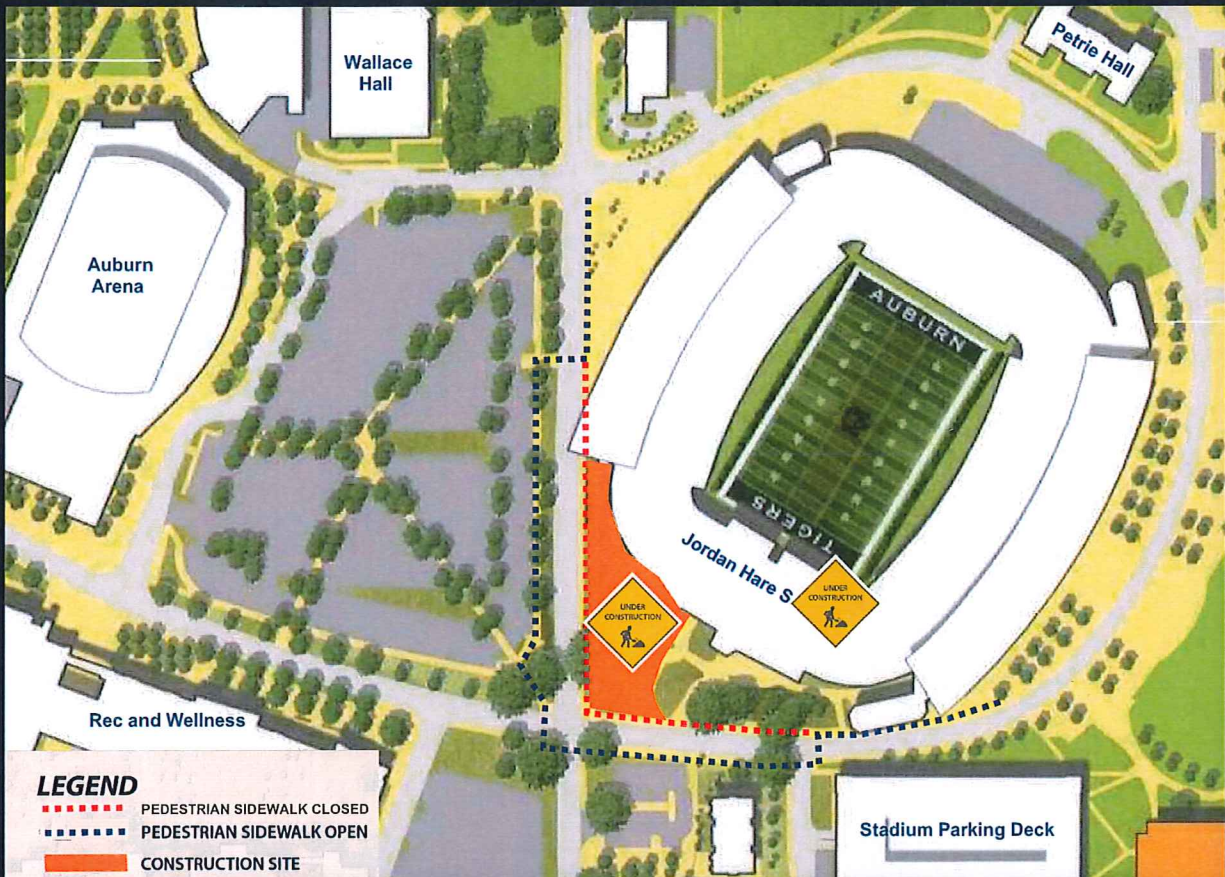 Wallace
Hall
Petrie Hall
Auburn
Arena
AUBURN
TIGERS
Jordan Hare S
UNDER
CONSTRUCTION
UNDER
CONSTRUCTION
Rec and Wellness
LEGEND
PEDESTRIAN SIDEWALK CLOSED
PEDESTRIAN SIDEWALK OPEN
CONSTRUCTION SITE
Stadium Parking Deck